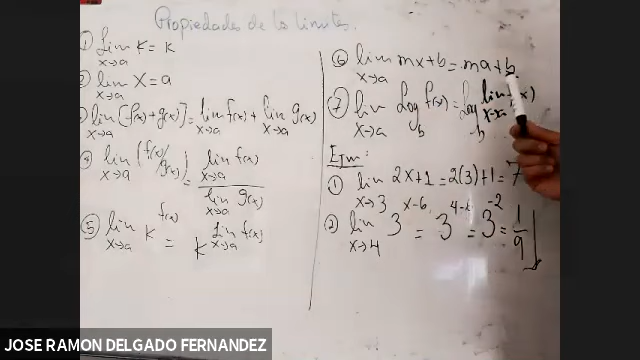 Propiedades de los límites.
① Lim K = K
x→a
② lim X = a
x→a
③ lim [f(x) + g(x)] = lim f(x) + lim g(x)
x→a x→a x→a
④ lim (f(x)/g(x)) = lim f(x) / lim g(x)
x→a x→a x→a
⑤ lim K^f(x) = K^lim f(x)
x→a x→a
⑥ lim mx+b = ma+b.
x→a
⑦ lim Log_b f(x) = Log_b lim f(x)
x→a x→a
Ejm:
① lim 2x+1 = 2(3)+1 = 7
x→3
② lim 3^x-6 = 3^4-6 = 3^-2 = 1/9
x→4
JOSE RAMON DELGADO FERNANDEZ